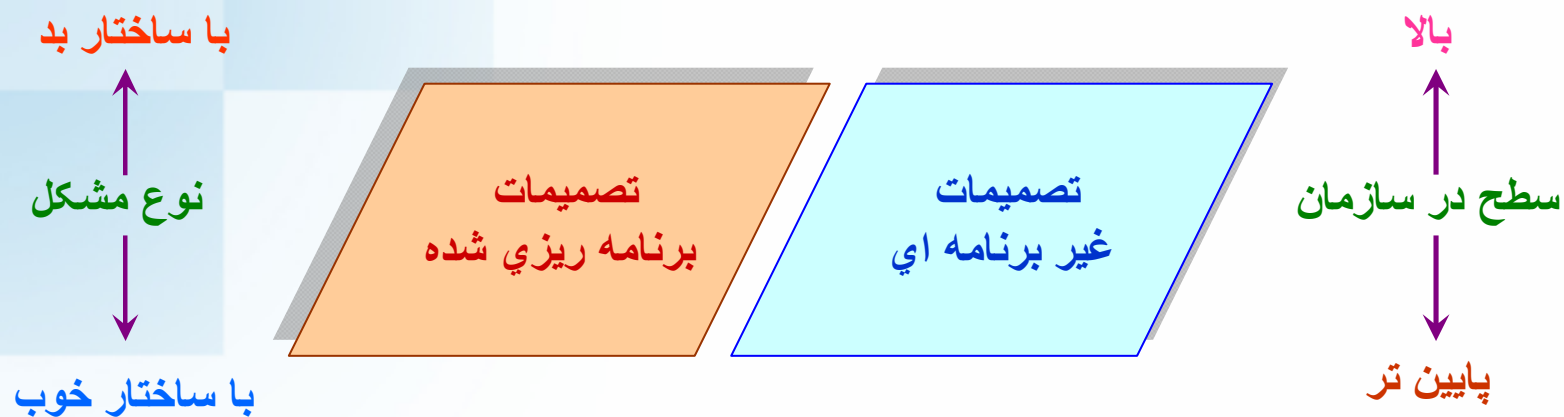 بالا
سطح در سازمان
پايين تر
تصميمات
غير برنامه اي
تصميمات
برنامه ريزي شده
با ساختار بد
نوع مشکل
با ساختار خوب